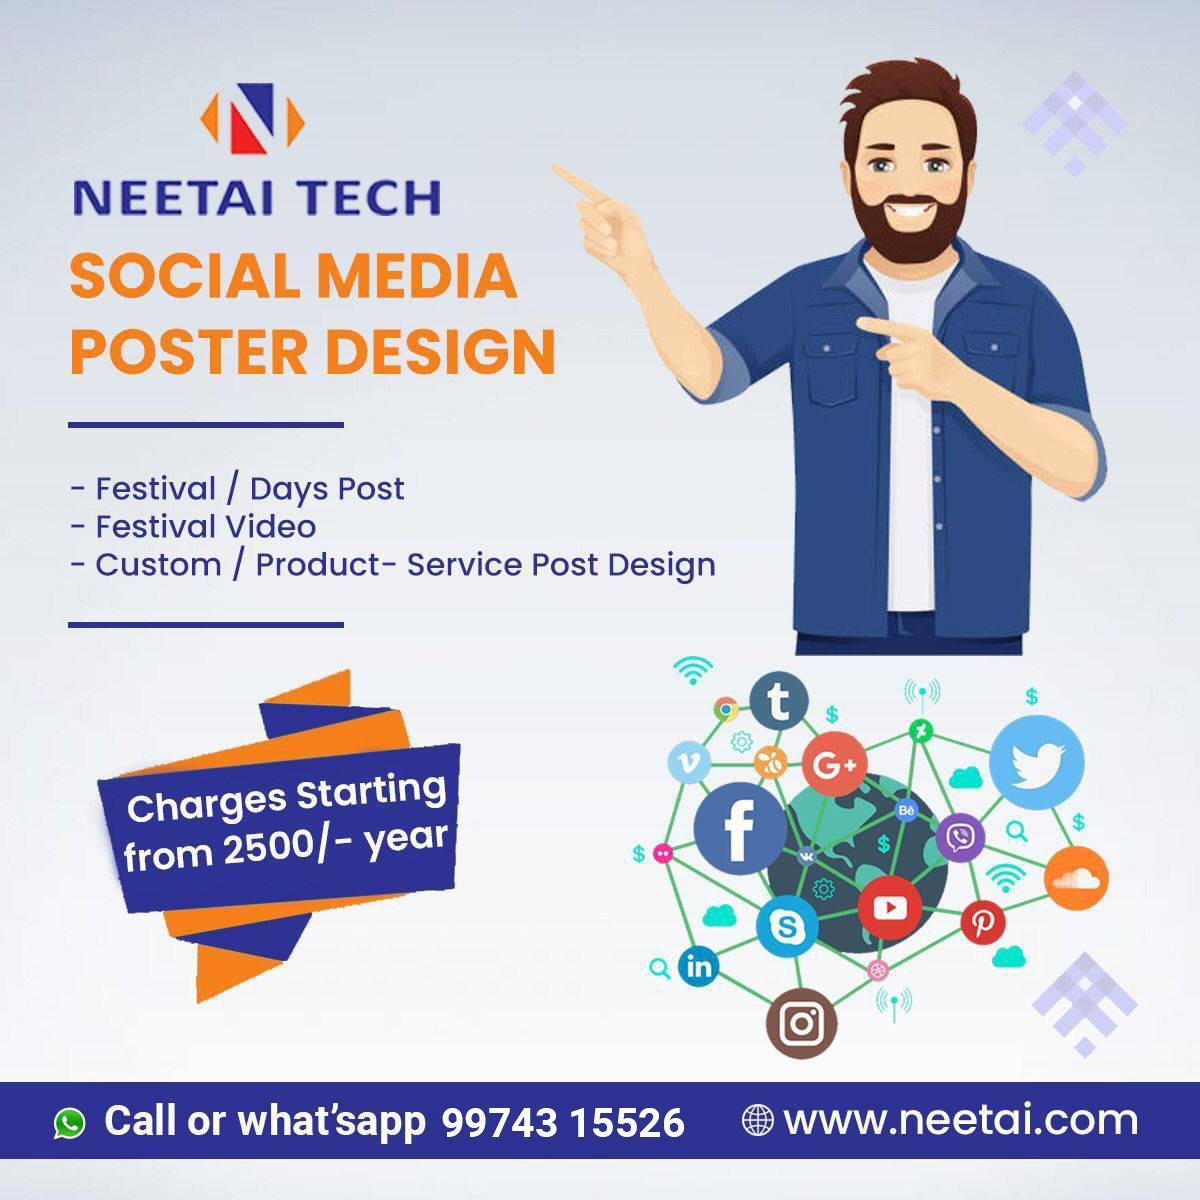 NEETAI TECH
SOCIAL MEDIA
POSTER DESIGN
- Festival / Days Post
- Festival Video
- Custom / Product- Service Post Design
Charges Starting
from 2500/- year
Call or what’sapp 99743 15526
www.neetai.com